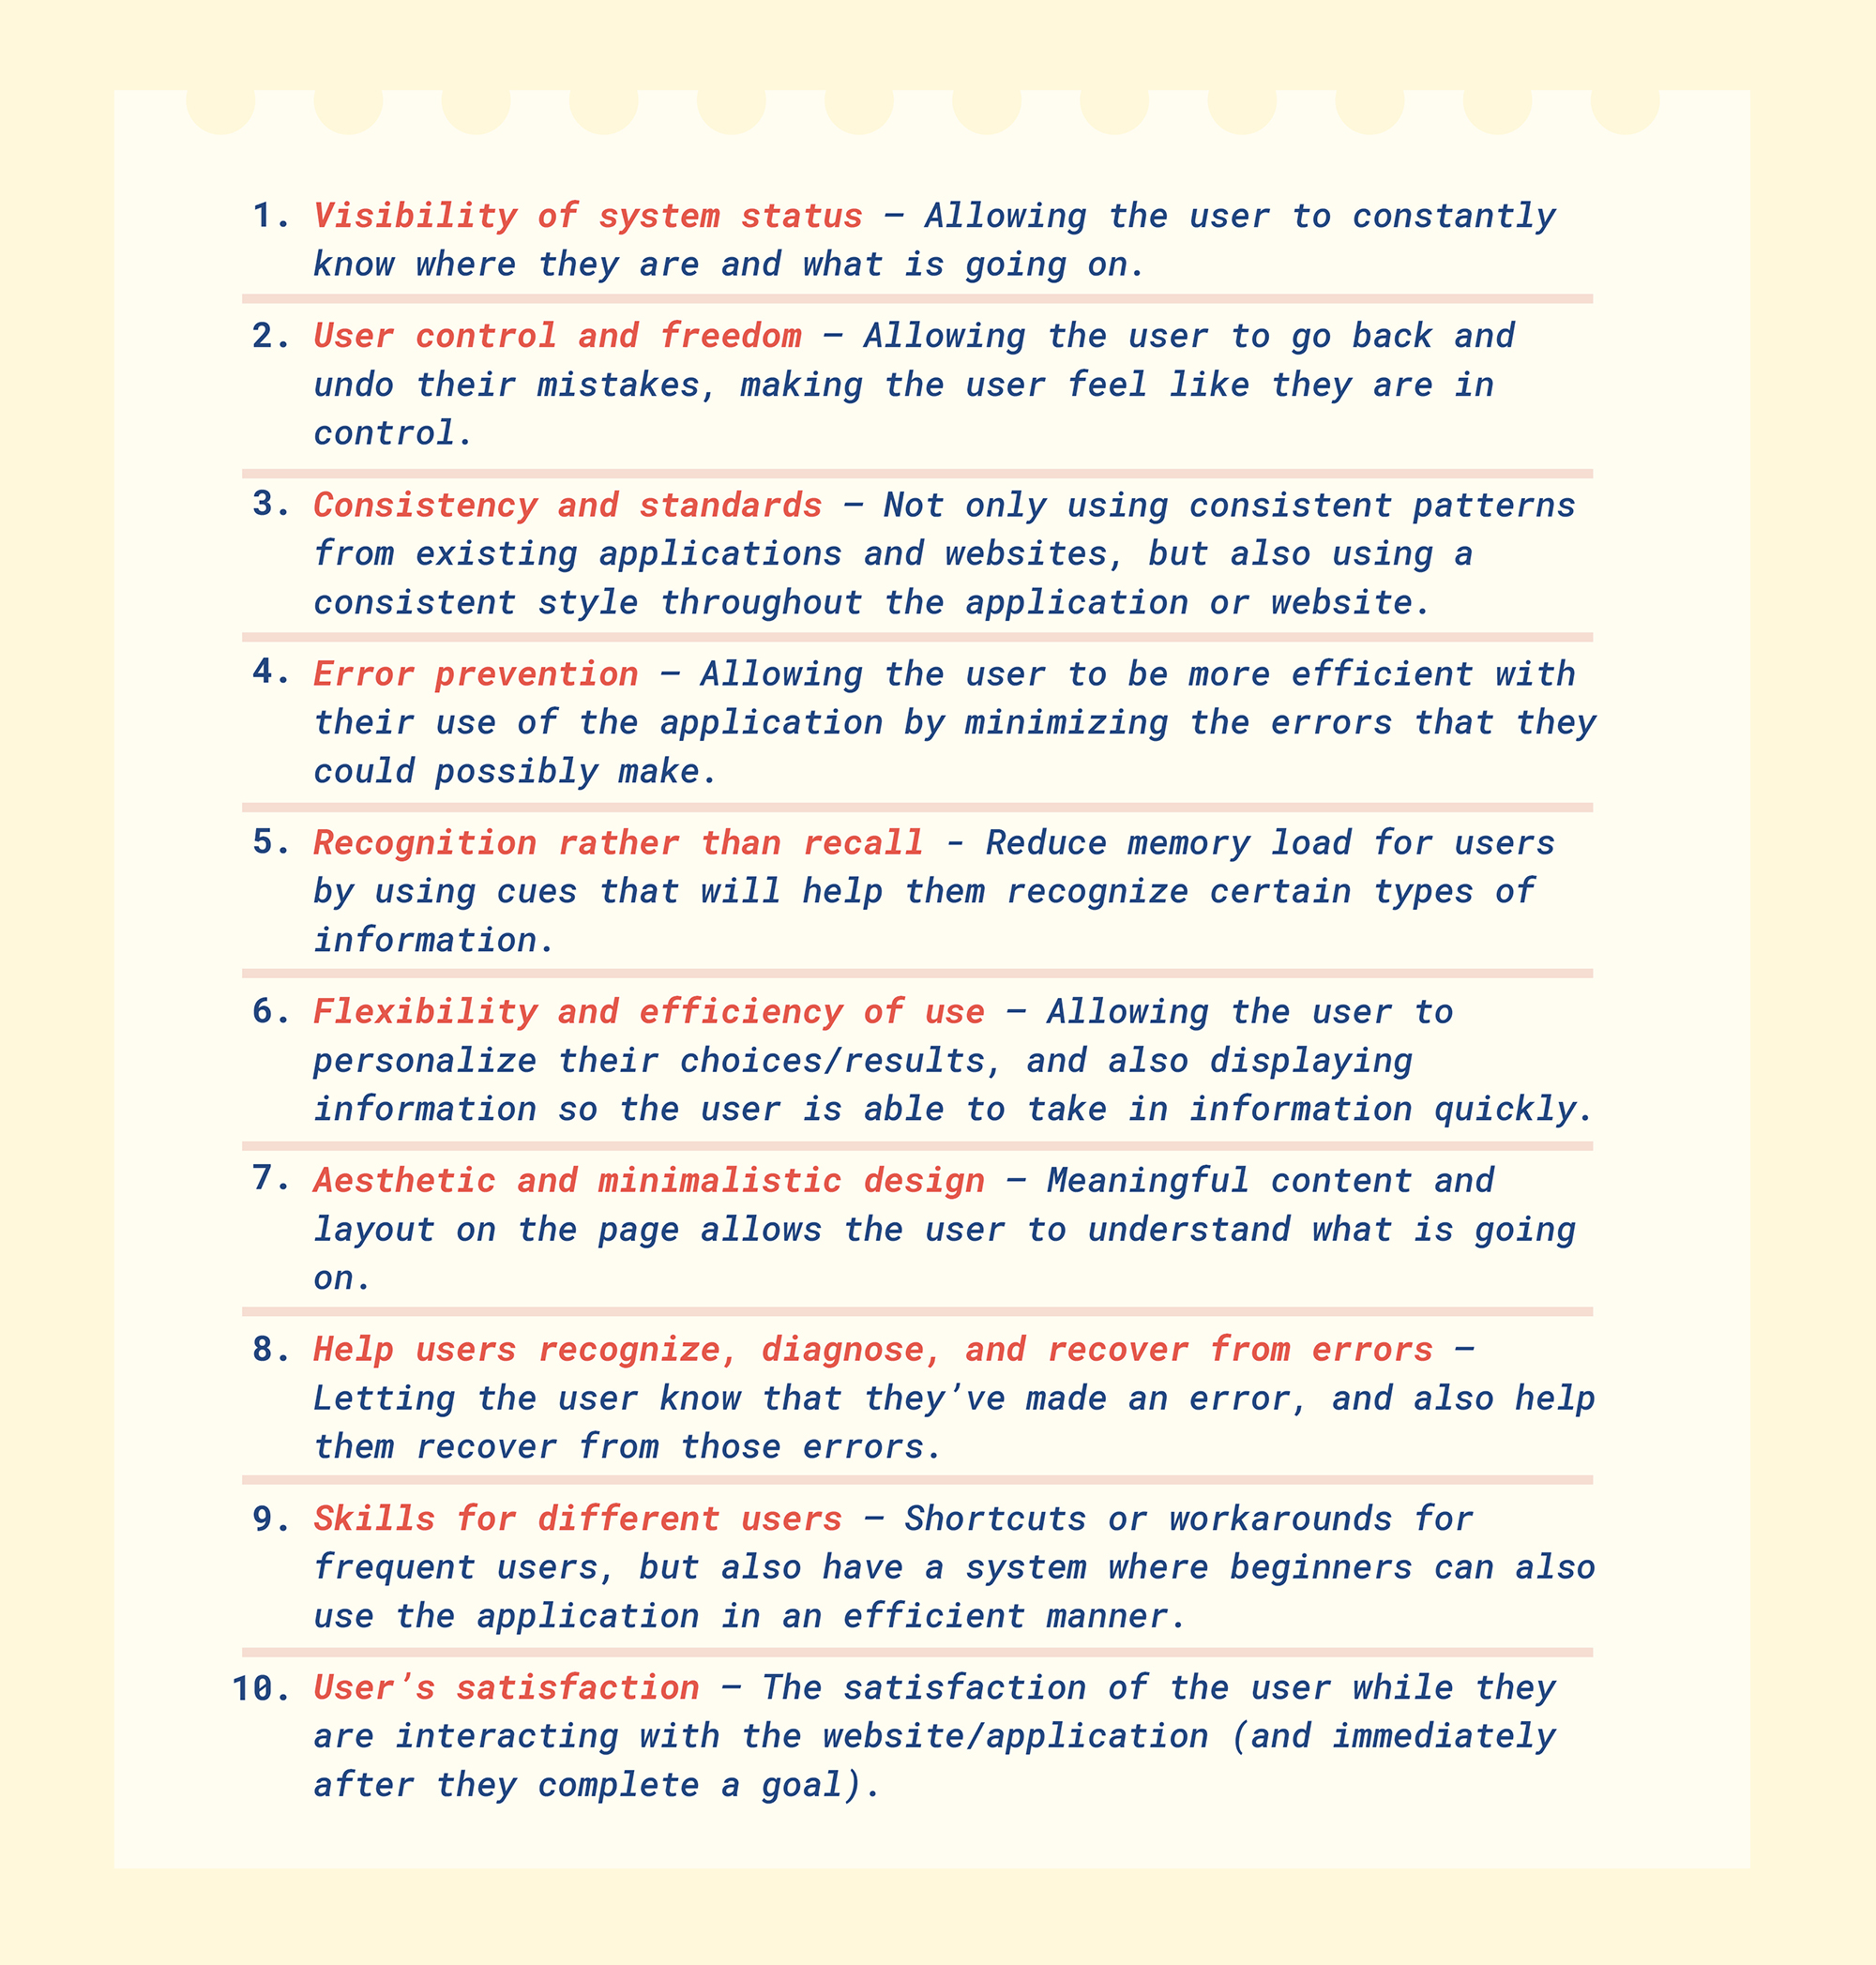 1. Visibility of system status – Allowing the user to constantly
know where they are and what is going on.
2. User control and freedom – Allowing the user to go back and
undo their mistakes, making the user feel like they are in
control.
3. Consistency and standards – Not only using consistent patterns
from existing applications and websites, but also using a
consistent style throughout the application or website.
4. Error prevention – Allowing the user to be more efficient with
their use of the application by minimizing the errors that they
could possibly make.
5. Recognition rather than recall - Reduce memory load for users
by using cues that will help them recognize certain types of
information.
6. Flexibility and efficiency of use – Allowing the user to
personalize their choices/results, and also displaying
information so the user is able to take in information quickly.
7. Aesthetic and minimalistic design – Meaningful content and
layout on the page allows the user to understand what is going
on.
8. Help users recognize, diagnose, and recover from errors –
Letting the user know that they’ve made an error, and also help
them recover from those errors.
9. Skills for different users – Shortcuts or workarounds for
frequent users, but also have a system where beginners can also
use the application in an efficient manner.
10. User’s satisfaction – The satisfaction of the user while they
are interacting with the website/application (and immediately
after they complete a goal).